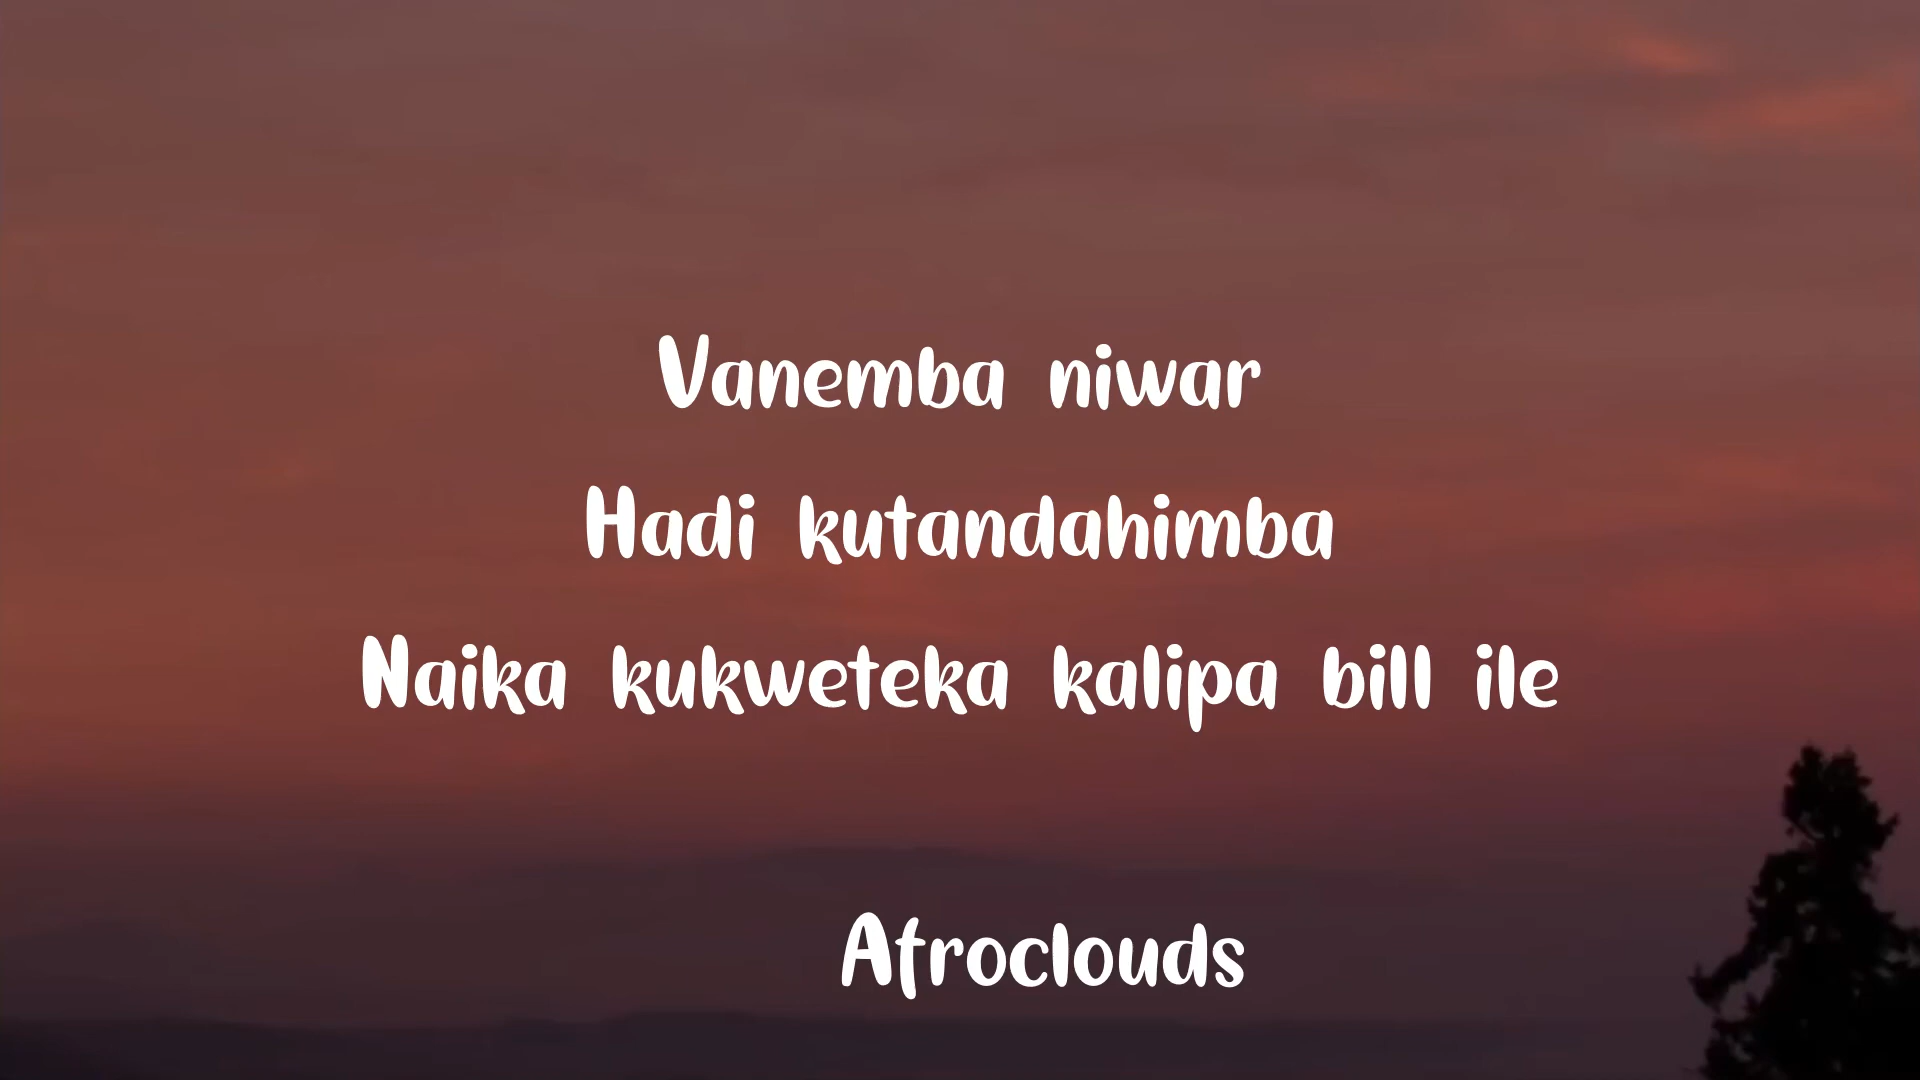 Vanemba niwar
Hadi kutandahimba
Naika kukweteka kalipa bill ile
Afroclouds